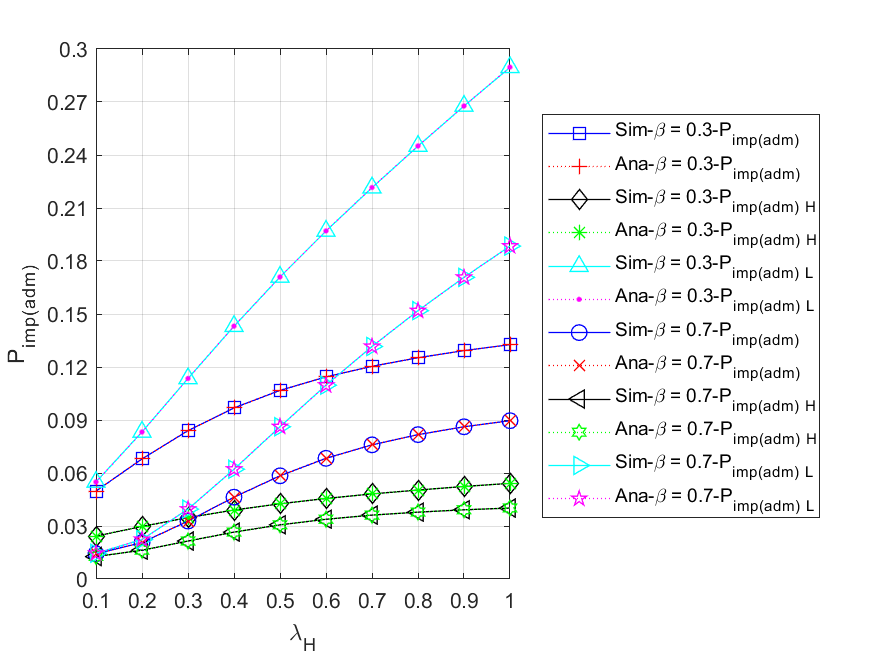 0.3
0.27
0.24
0.21
0.18
0.15
0.12
0.09
0.06
0.03
0
P_imp(adm)
0.1 0.2 0.3 0.4 0.5 0.6 0.7 0.8 0.9 1
λ_H
Sim-β = 0.3-P_imp(adm)
Ana-β = 0.3-P_imp(adm)
Sim-β = 0.3-P_imp(adm) H
Ana-β = 0.3-P_imp(adm) H
Sim-β = 0.3-P_imp(adm) L
Ana-β = 0.3-P_imp(adm) L
Sim-β = 0.7-P_imp(adm)
Ana-β = 0.7-P_imp(adm)
Sim-β = 0.7-P_imp(adm) H
Ana-β = 0.7-P_imp(adm) H
Sim-β = 0.7-P_imp(adm) L
Ana-β = 0.7-P_imp(adm) L